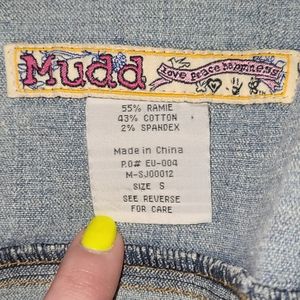 Mudd
love peace happiness
55% RAMIE
43% COTTON
2% SPANDEX
Made in China
P.O# EU-004
M-SJ00012
SIZE S
SEE REVERSE
FOR CARE